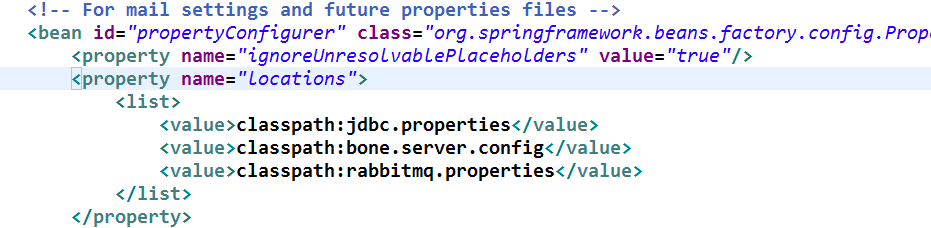 <!-- For mail settings and future properties files -->
<bean id="propertyConfigurer" class="org.springframework.beans.factory.config.Prope
<property name="ignoreUnresolvablePlaceholders" value="true"/>
<property name="locations">
<list>
<value>classpath:jdbc.properties</value>
<value>classpath:bone.server.config</value>
<value>classpath:rabbitmq.properties</value>
</list>
</property>